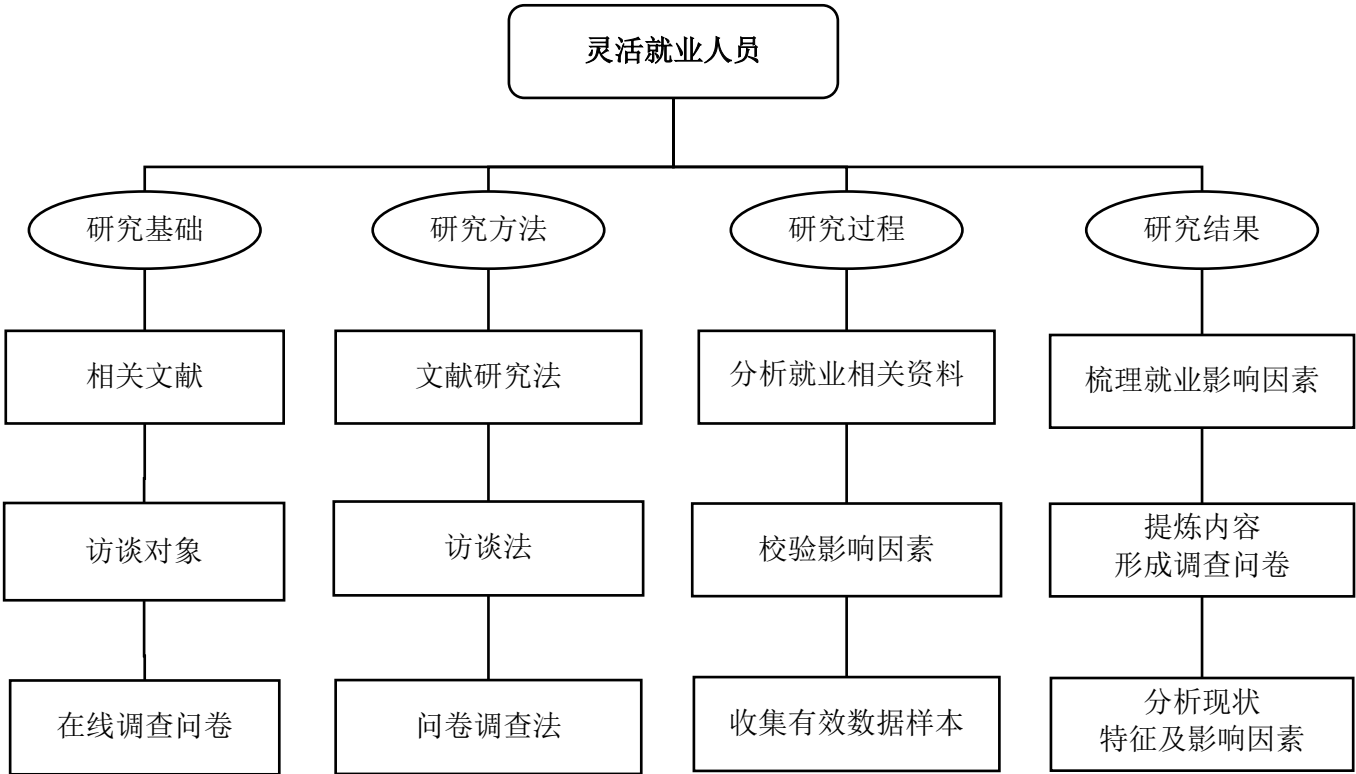 灵活就业人员
研究基础
研究方法
研究过程
研究结果
相关文献
文献研究法
分析就业相关资料
梳理就业影响因素
访谈对象
访谈法
校验影响因素
提炼内容
形成调查问卷
在线调查问卷
问卷调查法
收集有效数据样本
分析现状
特征及影响因素